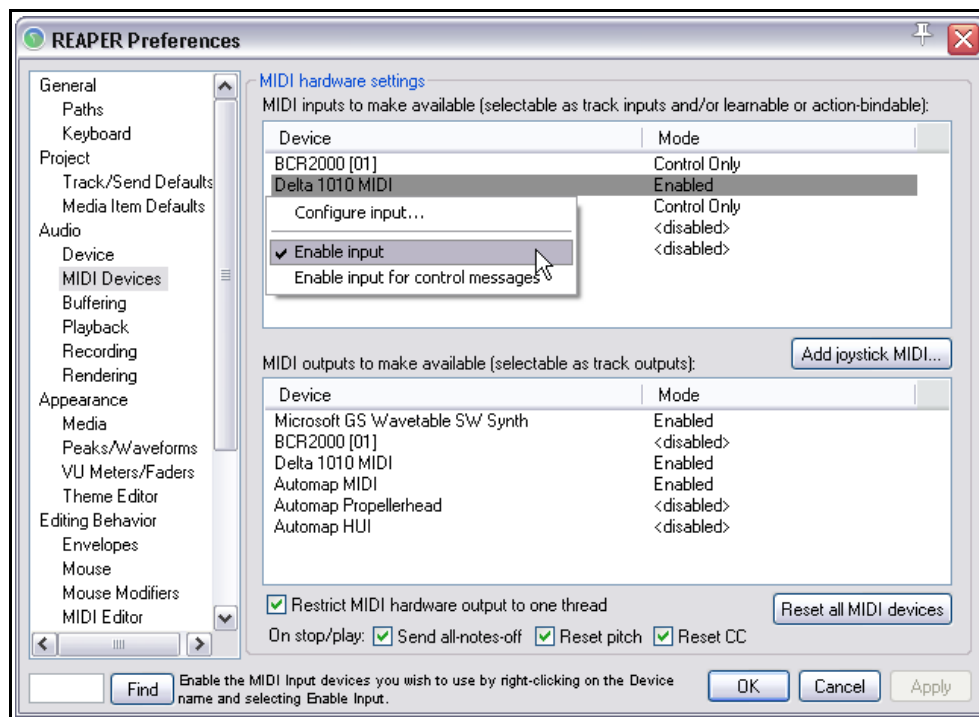 REAPER Preferences
General
Paths
Keyboard
Project
Track/Send Defaults
Media Item Defaults
Audio
Device
MIDI Devices
Buffering
Playback
Recording
Rendering
Appearance
Media
Peaks/Waveforms
VU Meters/Faders
Theme Editor
Editing Behavior
Envelopes
Mouse
Mouse Modifiers
MIDI Editor
MIDI hardware settings
MIDI inputs to make available (selectable as track inputs and/or learnable or action-bindable):
Device Mode
BCR2000 [01] Control Only
Delta 1010 MIDI Enabled
Control Only
<disabled>
<disabled>
Configure input...
Enable input
Enable input for control messages
Add joystick MIDI...
MIDI outputs to make available (selectable as track outputs):
Device Mode
Microsoft GS Wavetable SW Synth Enabled
BCR2000 [01] <disabled>
Delta 1010 MIDI Enabled
Automap MIDI Enabled
Automap Propellerhead <disabled>
Automap HUI <disabled>
Restrict MIDI hardware output to one thread
Reset all MIDI devices
On stop/play: Send all-notes-off Reset pitch Reset CC
Find
Enable the MIDI Input devices you wish to use by right-clicking on the Device
name and selecting Enable Input.
OK Cancel Apply